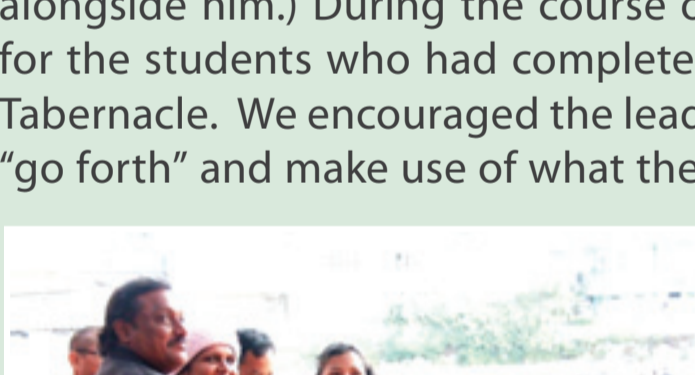 alongside him.) During the course
for the students who had complete
Tabernacle. We encouraged the lead
“go forth” and make use of what the